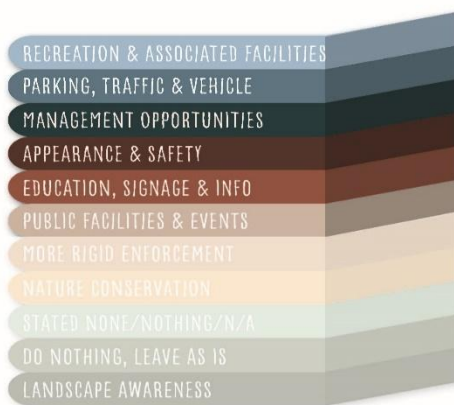 RECREATION & ASSOCIATED FACILITIES
PARKING, TRAFFIC & VEHICLE
MANAGEMENT OPPORTUNITIES
APPEARANCE & SAFETY
EDUCATION, SIGNAGE & INFO
PUBLIC FACILITIES & EVENTS
MORE RIGID ENFORCEMENT
NATURE CONSERVATION
STATED NONE/NOTHING/N/A
DO NOTHING, LEAVE AS IS
LANDSCAPE AWARENESS